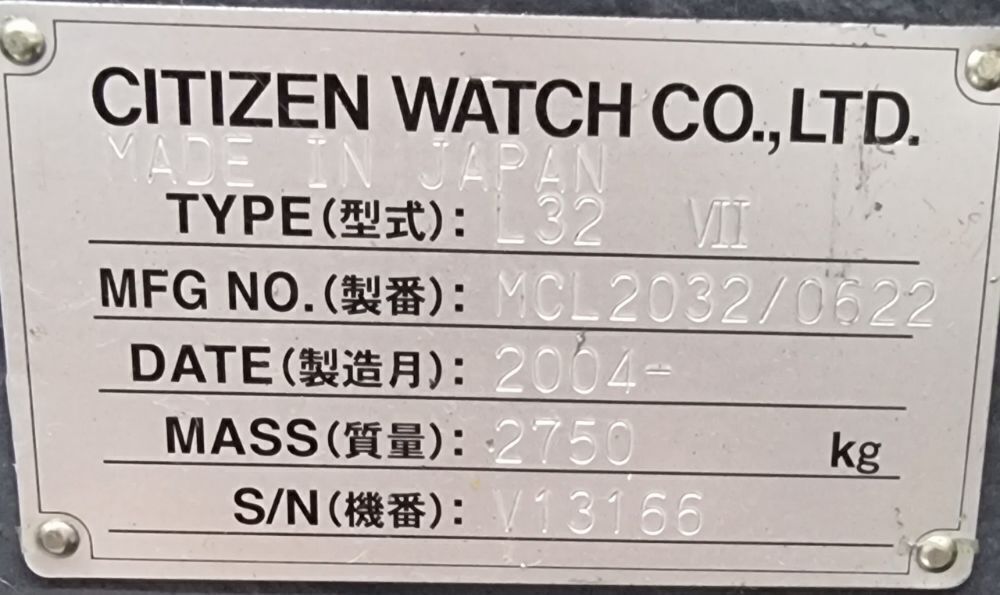 CITIZEN WATCH CO.,LTD.
MADE IN JAPAN
TYPE(型式): L32 VII
MFG NO.(製番): MCL2032/0622
DATE(製造月): 2004-
MASS(質量): 2750 kg
S/N(機番): V13166